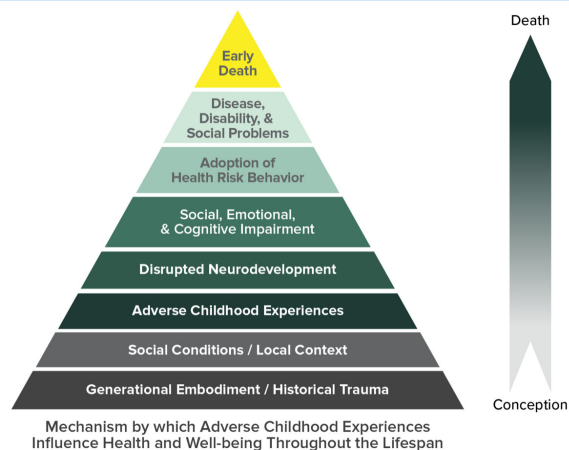 Death
Early
Death
Disease,
Disability, &
Social Problems
Adoption of
Health Risk Behavior
Social, Emotional,
& Cognitive Impairment
Disrupted Neurodevelopment
Adverse Childhood Experiences
Social Conditions / Local Context
Generational Embodiment / Historical Trauma
Conception
Mechanism by which Adverse Childhood Experiences
Influence Health and Well-being Throughout the Lifespan